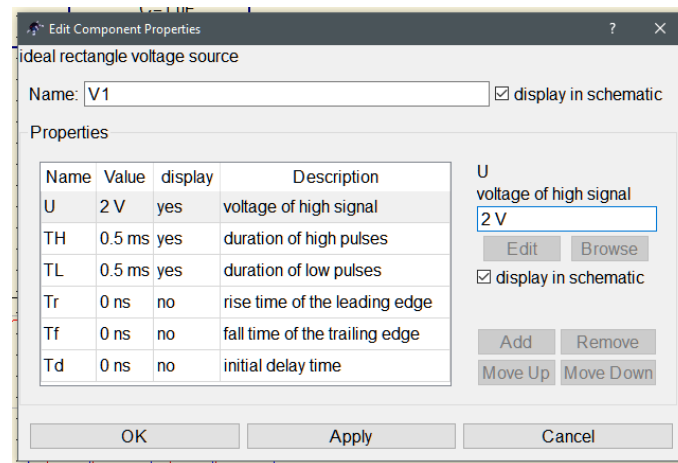 Edit Component Properties ? ×
ideal rectangle voltage source
Name: V1 display in schematic
Properties
Name Value display Description
U 2 V yes voltage of high signal
TH 0.5 ms yes duration of high pulses
TL 0.5 ms yes duration of low pulses
Tr 0 ns no rise time of the leading edge
Tf 0 ns no fall time of the trailing edge
Td 0 ns no initial delay time
U
voltage of high signal
2 V
Edit Browse
display in schematic
Add Remove
Move Up Move Down
OK Apply Cancel